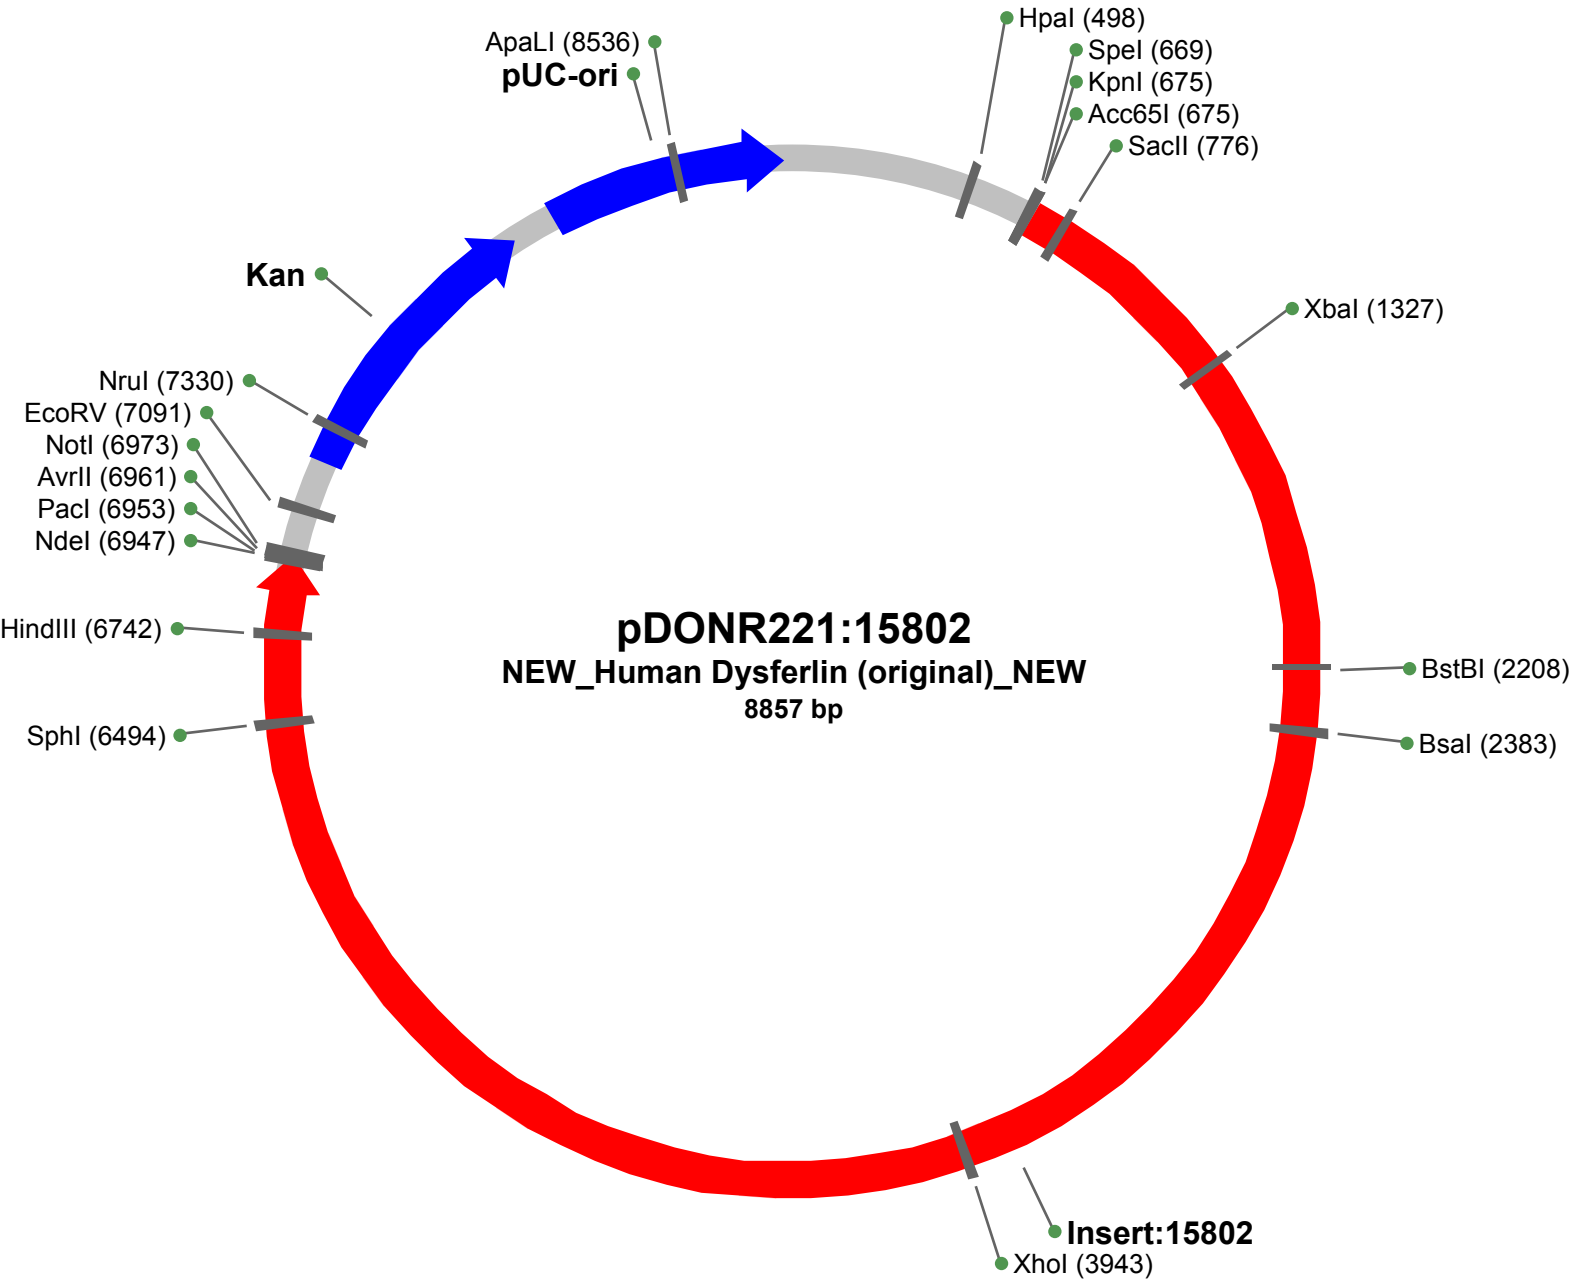 HpaI (498)
ApaLI (8536)
SpeI (669)
pUC-ori
KpnI (675)
Acc65I (675)
SacII (776)
Kan
XbaI (1327)
NruI (7330)
EcoRV (7091)
NotI (6973)
AvrII (6961)
PacI (6953)
NdeI (6947)
HindIII (6742)
pDONR221:15802
NEW_Human Dysferlin (original)_NEW
8857 bp
BstBI (2208)
SphI (6494)
BsaI (2383)
Insert:15802
XhoI (3943)